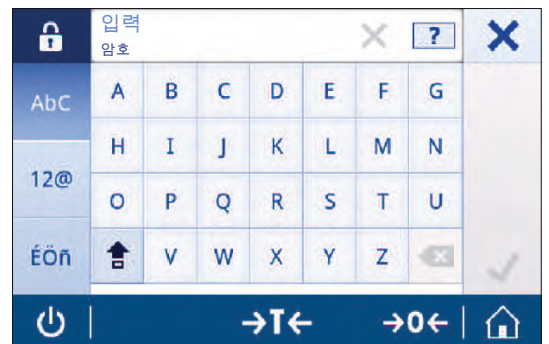 입력
암호
?
AbC
A B C D E F G
H I J K L M N
12@
O P Q R S T U
ÉÖñ
V W X Y Z
→T← →0←